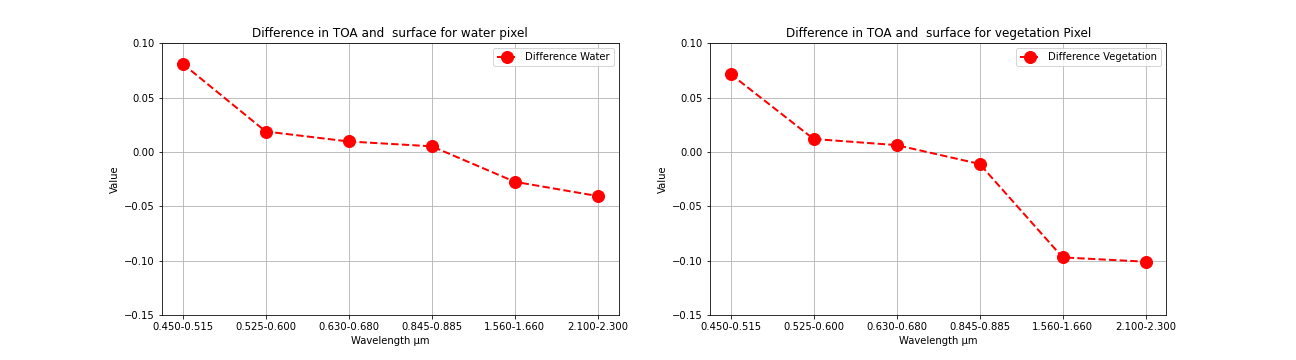 Difference in TOA and  surface for water pixel
Difference Water
0.10
0.05
0.00
−0.05
−0.10
−0.15
Value
0.450-0.515 0.525-0.600 0.630-0.680 0.845-0.885 1.560-1.660 2.100-2.300
Wavelength μm
Difference in TOA and  surface for vegetation Pixel
Difference Vegetation
0.10
0.05
0.00
−0.05
−0.10
−0.15
Value
0.450-0.515 0.525-0.600 0.630-0.680 0.845-0.885 1.560-1.660 2.100-2.300
Wavelength μm